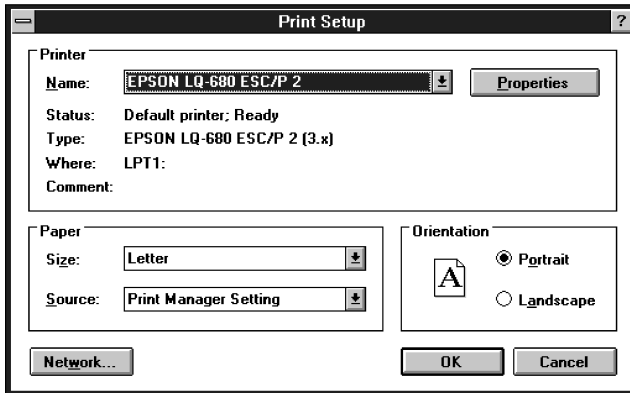 Print Setup ?
Printer
Name: EPSON LQ-680 ESC/P 2 Properties
Status: Default printer; Ready
Type: EPSON LQ-680 ESC/P 2 (3.x)
Where: LPT1:
Comment:
Paper
Size: Letter
Source: Print Manager Setting
Orientation
A
Portrait
Landscape
Network... OK Cancel